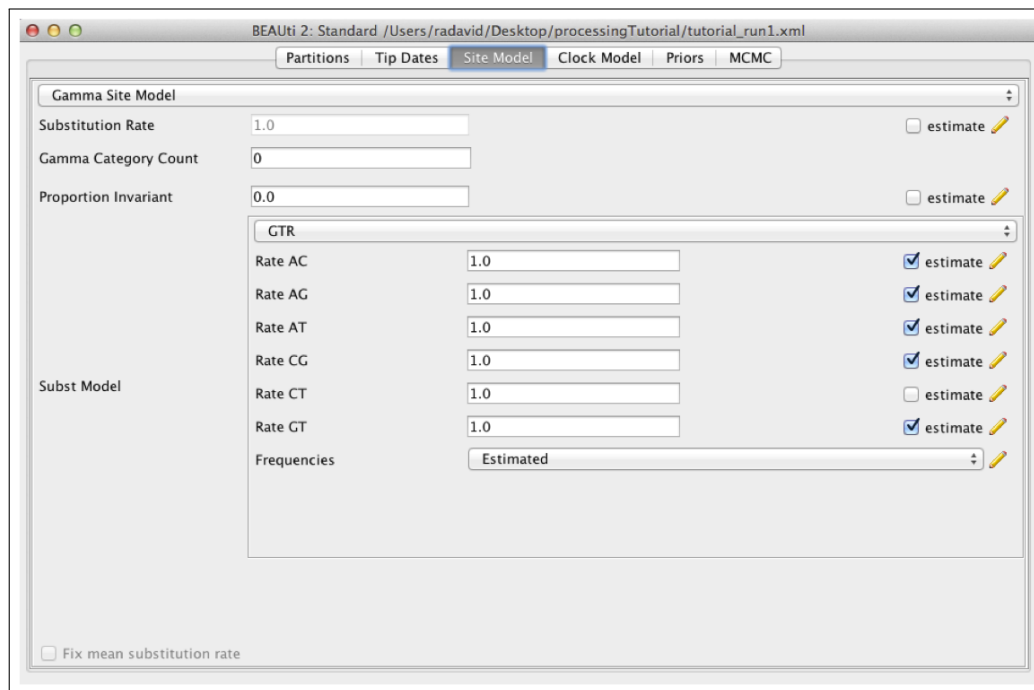 BEAUti 2: Standard /Users/radavid/Desktop/processingTutorial/tutorial_run1.xml
Partitions Tip Dates Site Model Clock Model Priors MCMC
Gamma Site Model
Substitution Rate 1.0 estimate
Gamma Category Count 0
Proportion Invariant 0.0 estimate
GTR
Rate AC 1.0 estimate
Rate AG 1.0 estimate
Rate AT 1.0 estimate
Rate CG 1.0 estimate
Subst Model Rate CT 1.0 estimate
Rate GT 1.0 estimate
Frequencies Estimated
Fix mean substitution rate